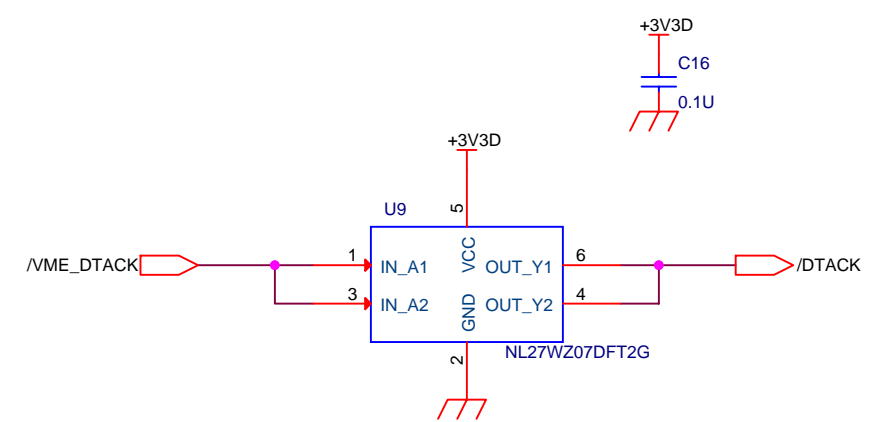 +3V3D
C16
0.1U
+3V3D
U9
5
/VME_DTACK
1
IN_A1
VCC
OUT_Y1
6
/DTACK
3
IN_A2
GND
OUT_Y2
4
2
NL27WZ07DFT2G